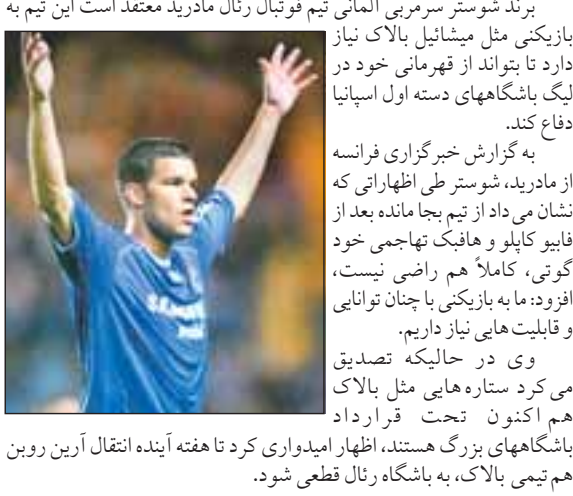 برند شوستر سرمربی آلمانی تیم فوتبال رئال مادرید معتقد است این تیم به
بازیکنی مثل میشائیل بالاک نیاز
دارد تا بتواند از قهرمانی خود در
لیگ باشگاههای دسته اول اسپانیا
دفاع کند.
به گزارش خبرگزاری فرانسه
از مادرید، شوستر طی اظهاراتی که
نشان می‌داد از تیم بجا مانده بعد از
فابیو کاپلو و هافبک تهاجمی خود
گوتی، کاملاً هم راضی نیست،
افزود: ما به بازیکنی با چنان توانایی
و قابلیت‌هایی نیاز داریم.
وی در حالیکه تصدیق
می‌کرد ستاره‌هایی مثل بالاک
هم اکنون تحت قرارداد
باشگاههای بزرگ هستند، اظهار امیدواری کرد تا هفته آینده انتقال آرین روبن
هم تیمی بالاک، به باشگاه رئال قطعی شود.